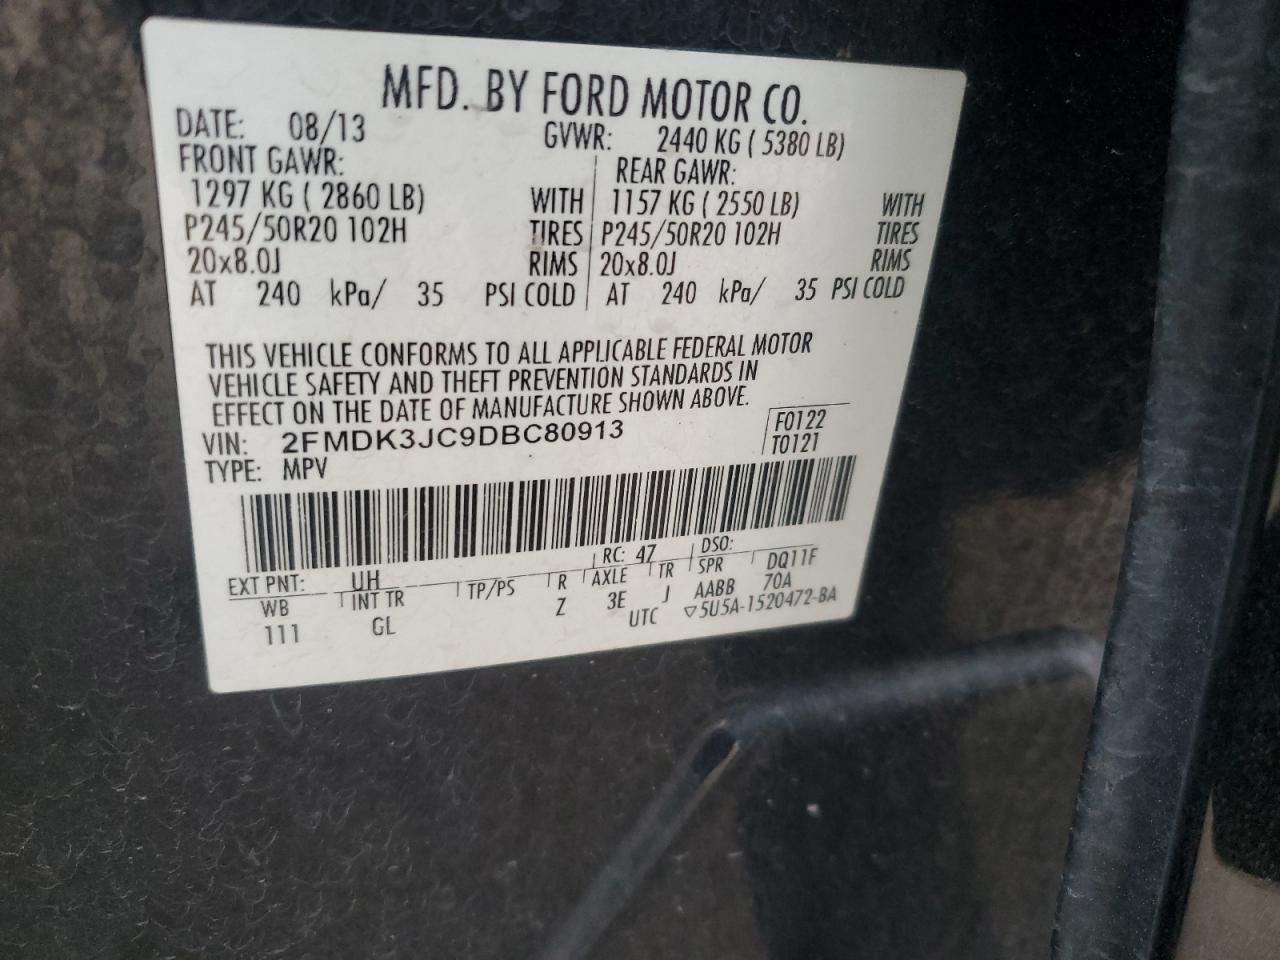 MFD. BY FORD MOTOR CO.
DATE: 08/13 GVWR: 2440 KG ( 5380 LB)
FRONT GAWR: REAR GAWR:
1297 KG ( 2860 LB) WITH 1157 KG ( 2550 LB) WITH
P245/50R20 102H TIRES P245/50R20 102H TIRES
20x8.0J RIMS 20x8.0J RIMS
AT 240 kPa/ 35 PSI COLD AT 240 kPa/ 35 PSI COLD
THIS VEHICLE CONFORMS TO ALL APPLICABLE FEDERAL MOTOR
VEHICLE SAFETY AND THEFT PREVENTION STANDARDS IN
EFFECT ON THE DATE OF MANUFACTURE SHOWN ABOVE.
VIN: 2FMDK3JC9DBC80913 F0122
TYPE: MPV T0121
EXT PNT: UH RC: 47 DSO:
WB INT TR TP/PS R AXLE TR SPR DQ11F
111 GL Z 3E J AABB 70A
UTC ▽5U5A-1520472-BA